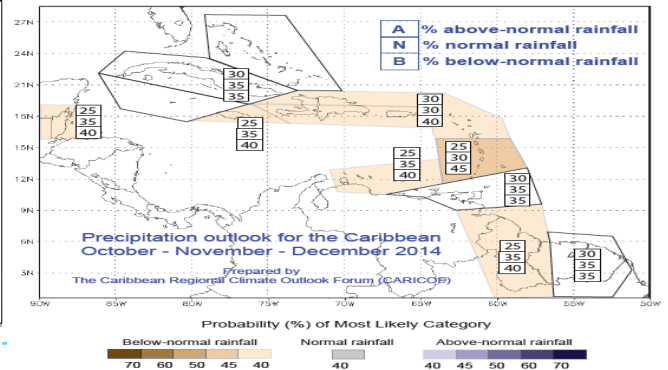 A % above-normal rainfall
N % normal rainfall
B % below-normal rainfall
27N
24N
21N
18N
15N
12N
9N
6N
3N
30
35
35
25
35
40
25
35
40
30
30
40
25
35
40
25
30
45
30
35
35
25
35
40
30
35
35
Precipitation outlook for the Caribbean
October - November - December 2014
Prepared by
The Caribbean Regional Climate Outlook Forum (CARICOF)
90W 85W 80W 75W 70W 65W 60W 55W 50W
Probability (%) of Most Likely Category
Below-normal rainfall Normal rainfall Above-normal rainfall
70 60 50 45 40 40 40 45 50 60 70